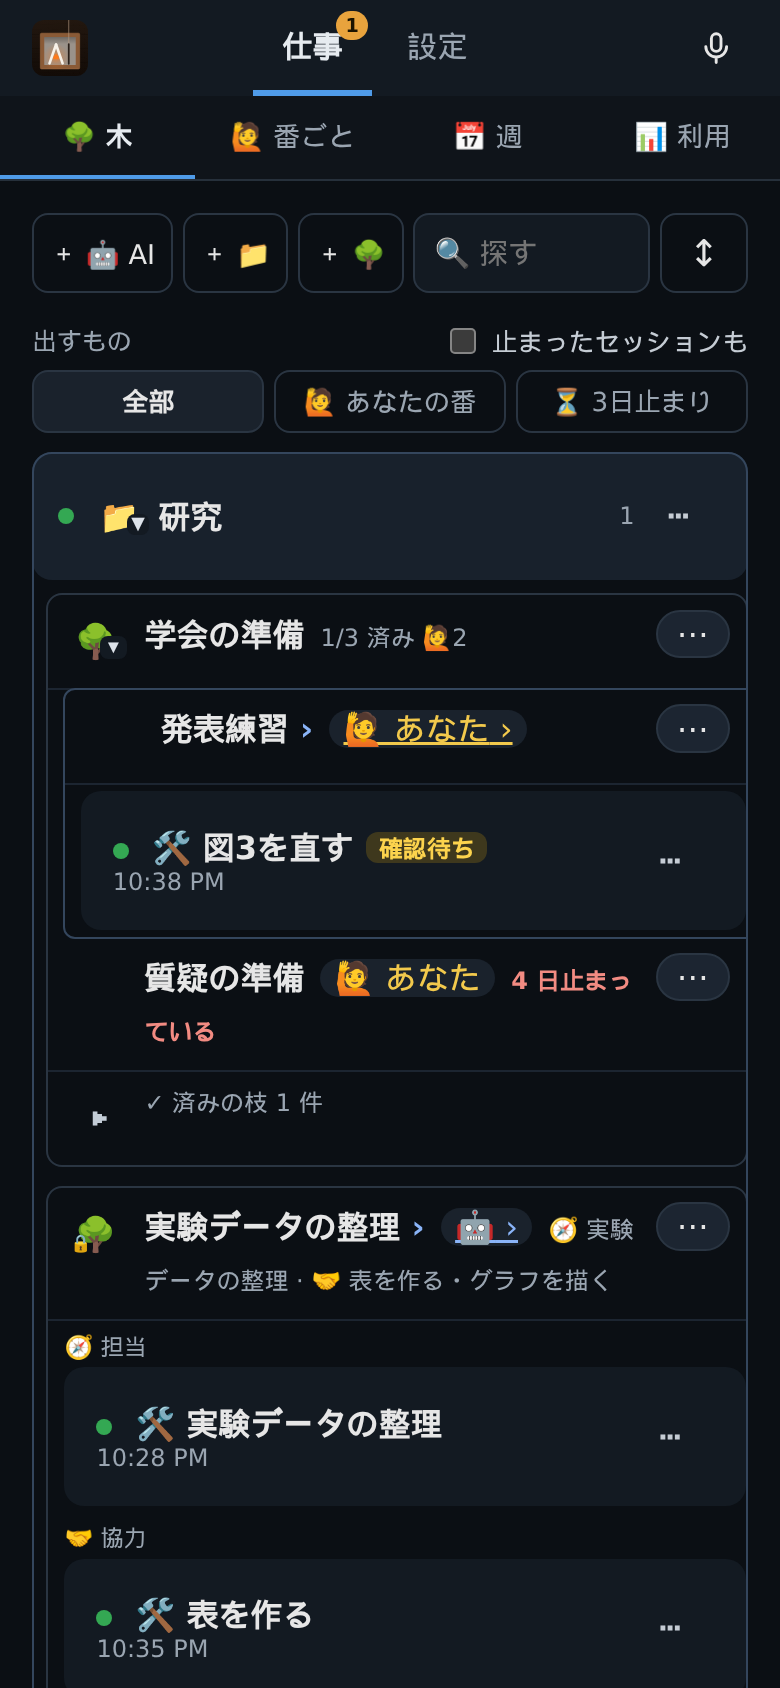 仕事 1 設定
🌳 木 🙋 番ごと 📅 週 📊 利用
+ 🤖 AI + 📁 + 🌳 🔍 探す ↕
出すもの 止まったセッションも
全部 🙋 あなたの番 ⏳ 3日止まり
📁▼ 研究 1 ⋯
🌳▼ 学会の準備 1/3 済み 🙋2 ⋯
発表練習 › 🙋 あなた › ⋯
🛠️ 図3を直す 確認待ち ⋯
10:38 PM
質疑の準備 🙋 あなた 4 日止まっ ⋯
ている
▶ ✓ 済みの枝 1 件
🌳🔒 実験データの整理 › 🤖 › 🧭 実験 ⋯
データの整理 · 🤝 表を作る・グラフを描く
🧭 担当
🛠️ 実験データの整理 ⋯
10:28 PM
🤝 協力
🛠️ 表を作る ⋯
10:35 PM